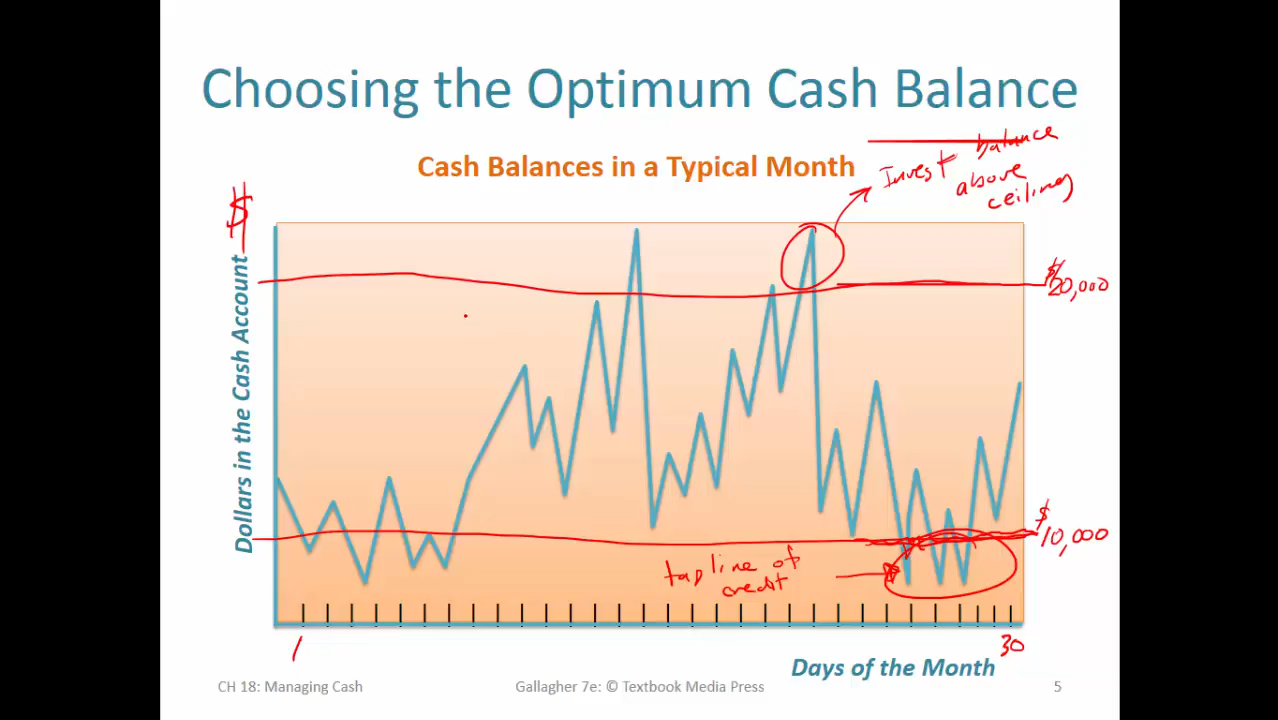 Choosing the Optimum Cash Balance
Cash Balances in a Typical Month
Invest balance
above
ceiling
$
Dollars in the Cash Account
$20,000
$10,000
tap line of
credit
1
30
Days of the Month
CH 18: Managing Cash
Gallagher 7e: © Textbook Media Press
5